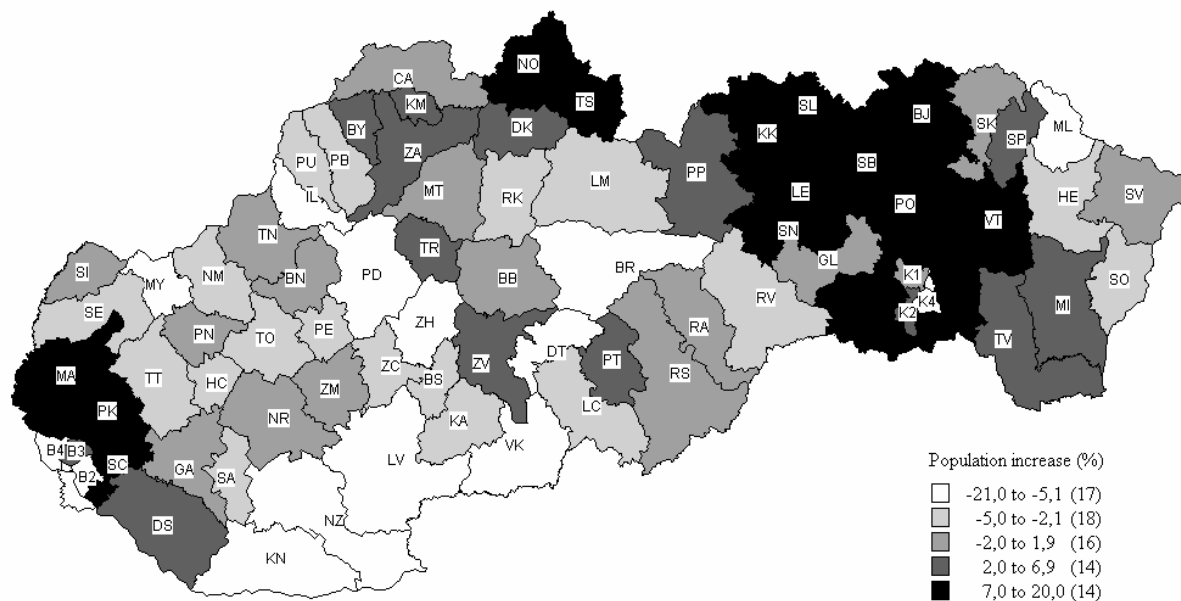 NO
CA
TS
KM
SL
BJ
BY
DK
KK
SK
SP
ML
PU
PB
ZA
SB
IL
MT
RK
LM
PP
LE
PO
VT
HE
SV
TN
TR
SN
SI
MY
NM
BN
PD
BB
BR
GL
RV
K1
K4
K2
MI
SO
SE
PN
TO
PE
ZH
RA
TV
MA
TT
HC
ZM
ZC
BS
ZV
DT
PT
RS
PK
NR
KA
LC
B4
B3
SC
B2
GA
SA
LV
VK
DS
NZ
KN
Population increase (%)
-21,0 to -5,1 (17)
-5,0 to -2,1 (18)
-2,0 to 1,9 (16)
2,0 to 6,9 (14)
7,0 to 20,0 (14)